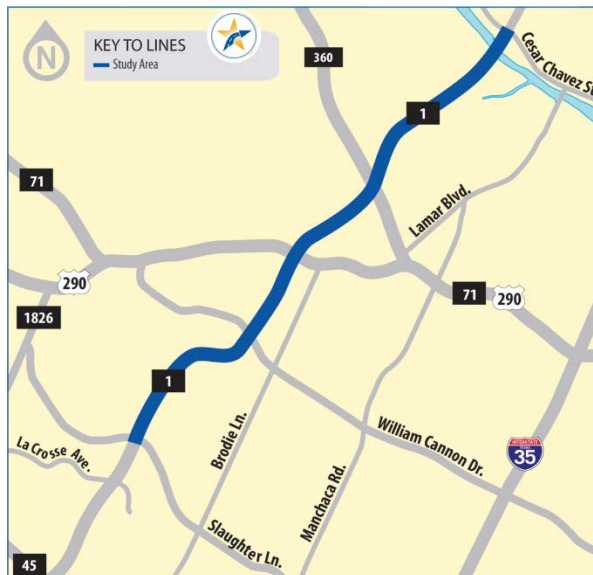 N
KEY TO LINES
Study Area
360
Cesar Chavez St.
1
71
Lamar Blvd.
290
71
290
1826
1
La Crosse Ave.
Brodie Ln.
William Cannon Dr.
INTERSTATE
35
Manchaca Rd.
Slaughter Ln.
45